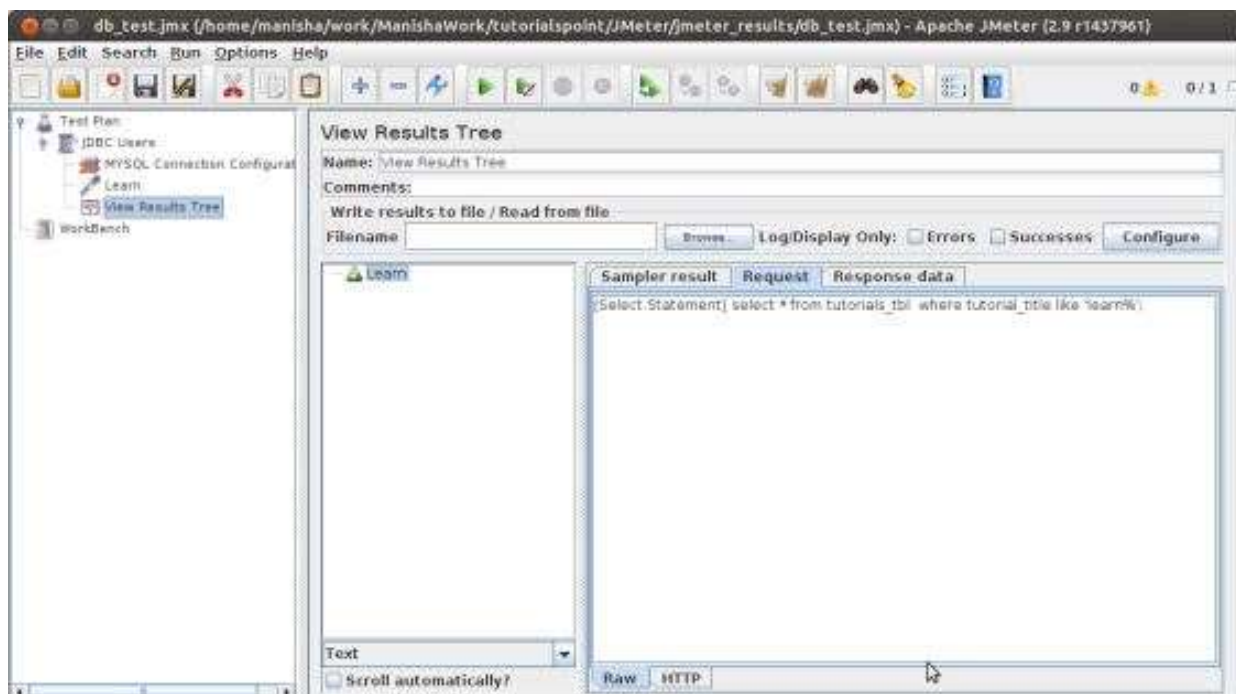 db_test.jmx (/home/manisha/work/ManishaWork/tutorialspoint/JMeter/jmeter_results/db_test.jmx) - Apache JMeter (2.9 r1437961)
File Edit Search Run Options Help
0 0 / 1
Test Plan
JDBC Users
MYSQL Connection Configurat
Learn
View Results Tree
WorkBench
View Results Tree
Name: View Results Tree
Comments:
Write results to file / Read from file
Filename Browse... Log/Display Only: Errors Successes Configure
Learn
Sampler result Request Response data
[Select Statement] select * from tutorials_tbl where tutorial_title like 'learn%';
Text
Scroll automatically?
Raw HTTP